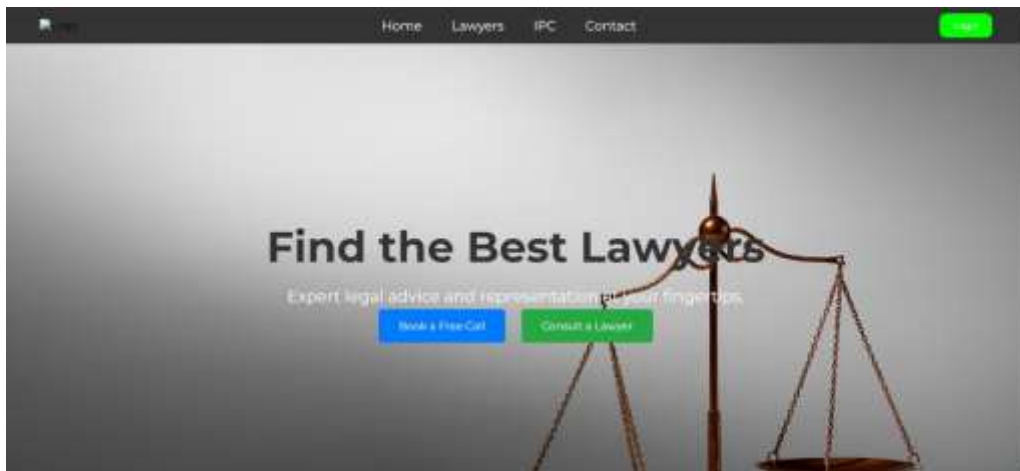 Home Lawyers IPC Contact
Find the Best Lawyers
Expert legal advice and representation at your fingertips.
Book a Free Call Consult a Lawyer